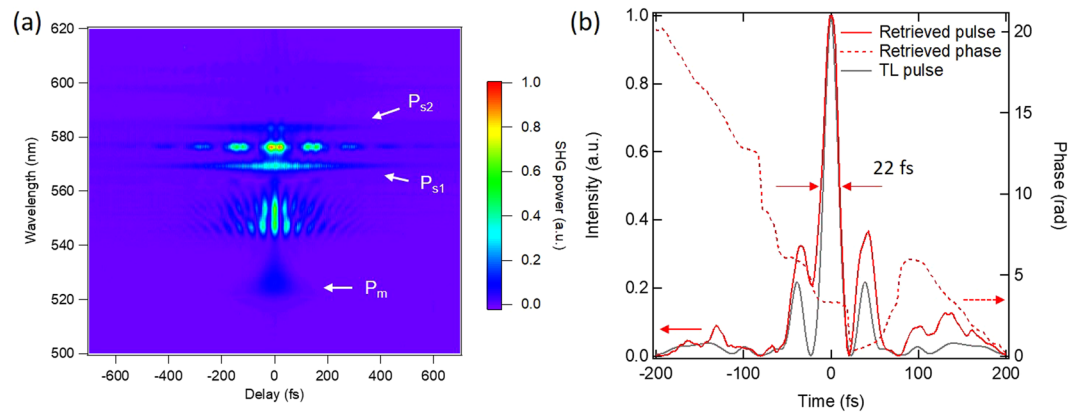 (a)
620
600
580
560
540
520
500
Wavelength (nm)
-600
-400
-200
0
200
400
600
Delay (fs)
P_s2
P_s1
P_m
1.0
0.8
0.6
0.4
0.2
0.0
SHG power (a.u.)
(b)
1.0
0.8
0.6
0.4
0.2
0.0
Intensity (a.u.)
Retrieved pulse
Retrieved phase
TL pulse
22 fs
20
15
10
5
0
Phase (rad)
-200
-100
0
100
200
Time (fs)